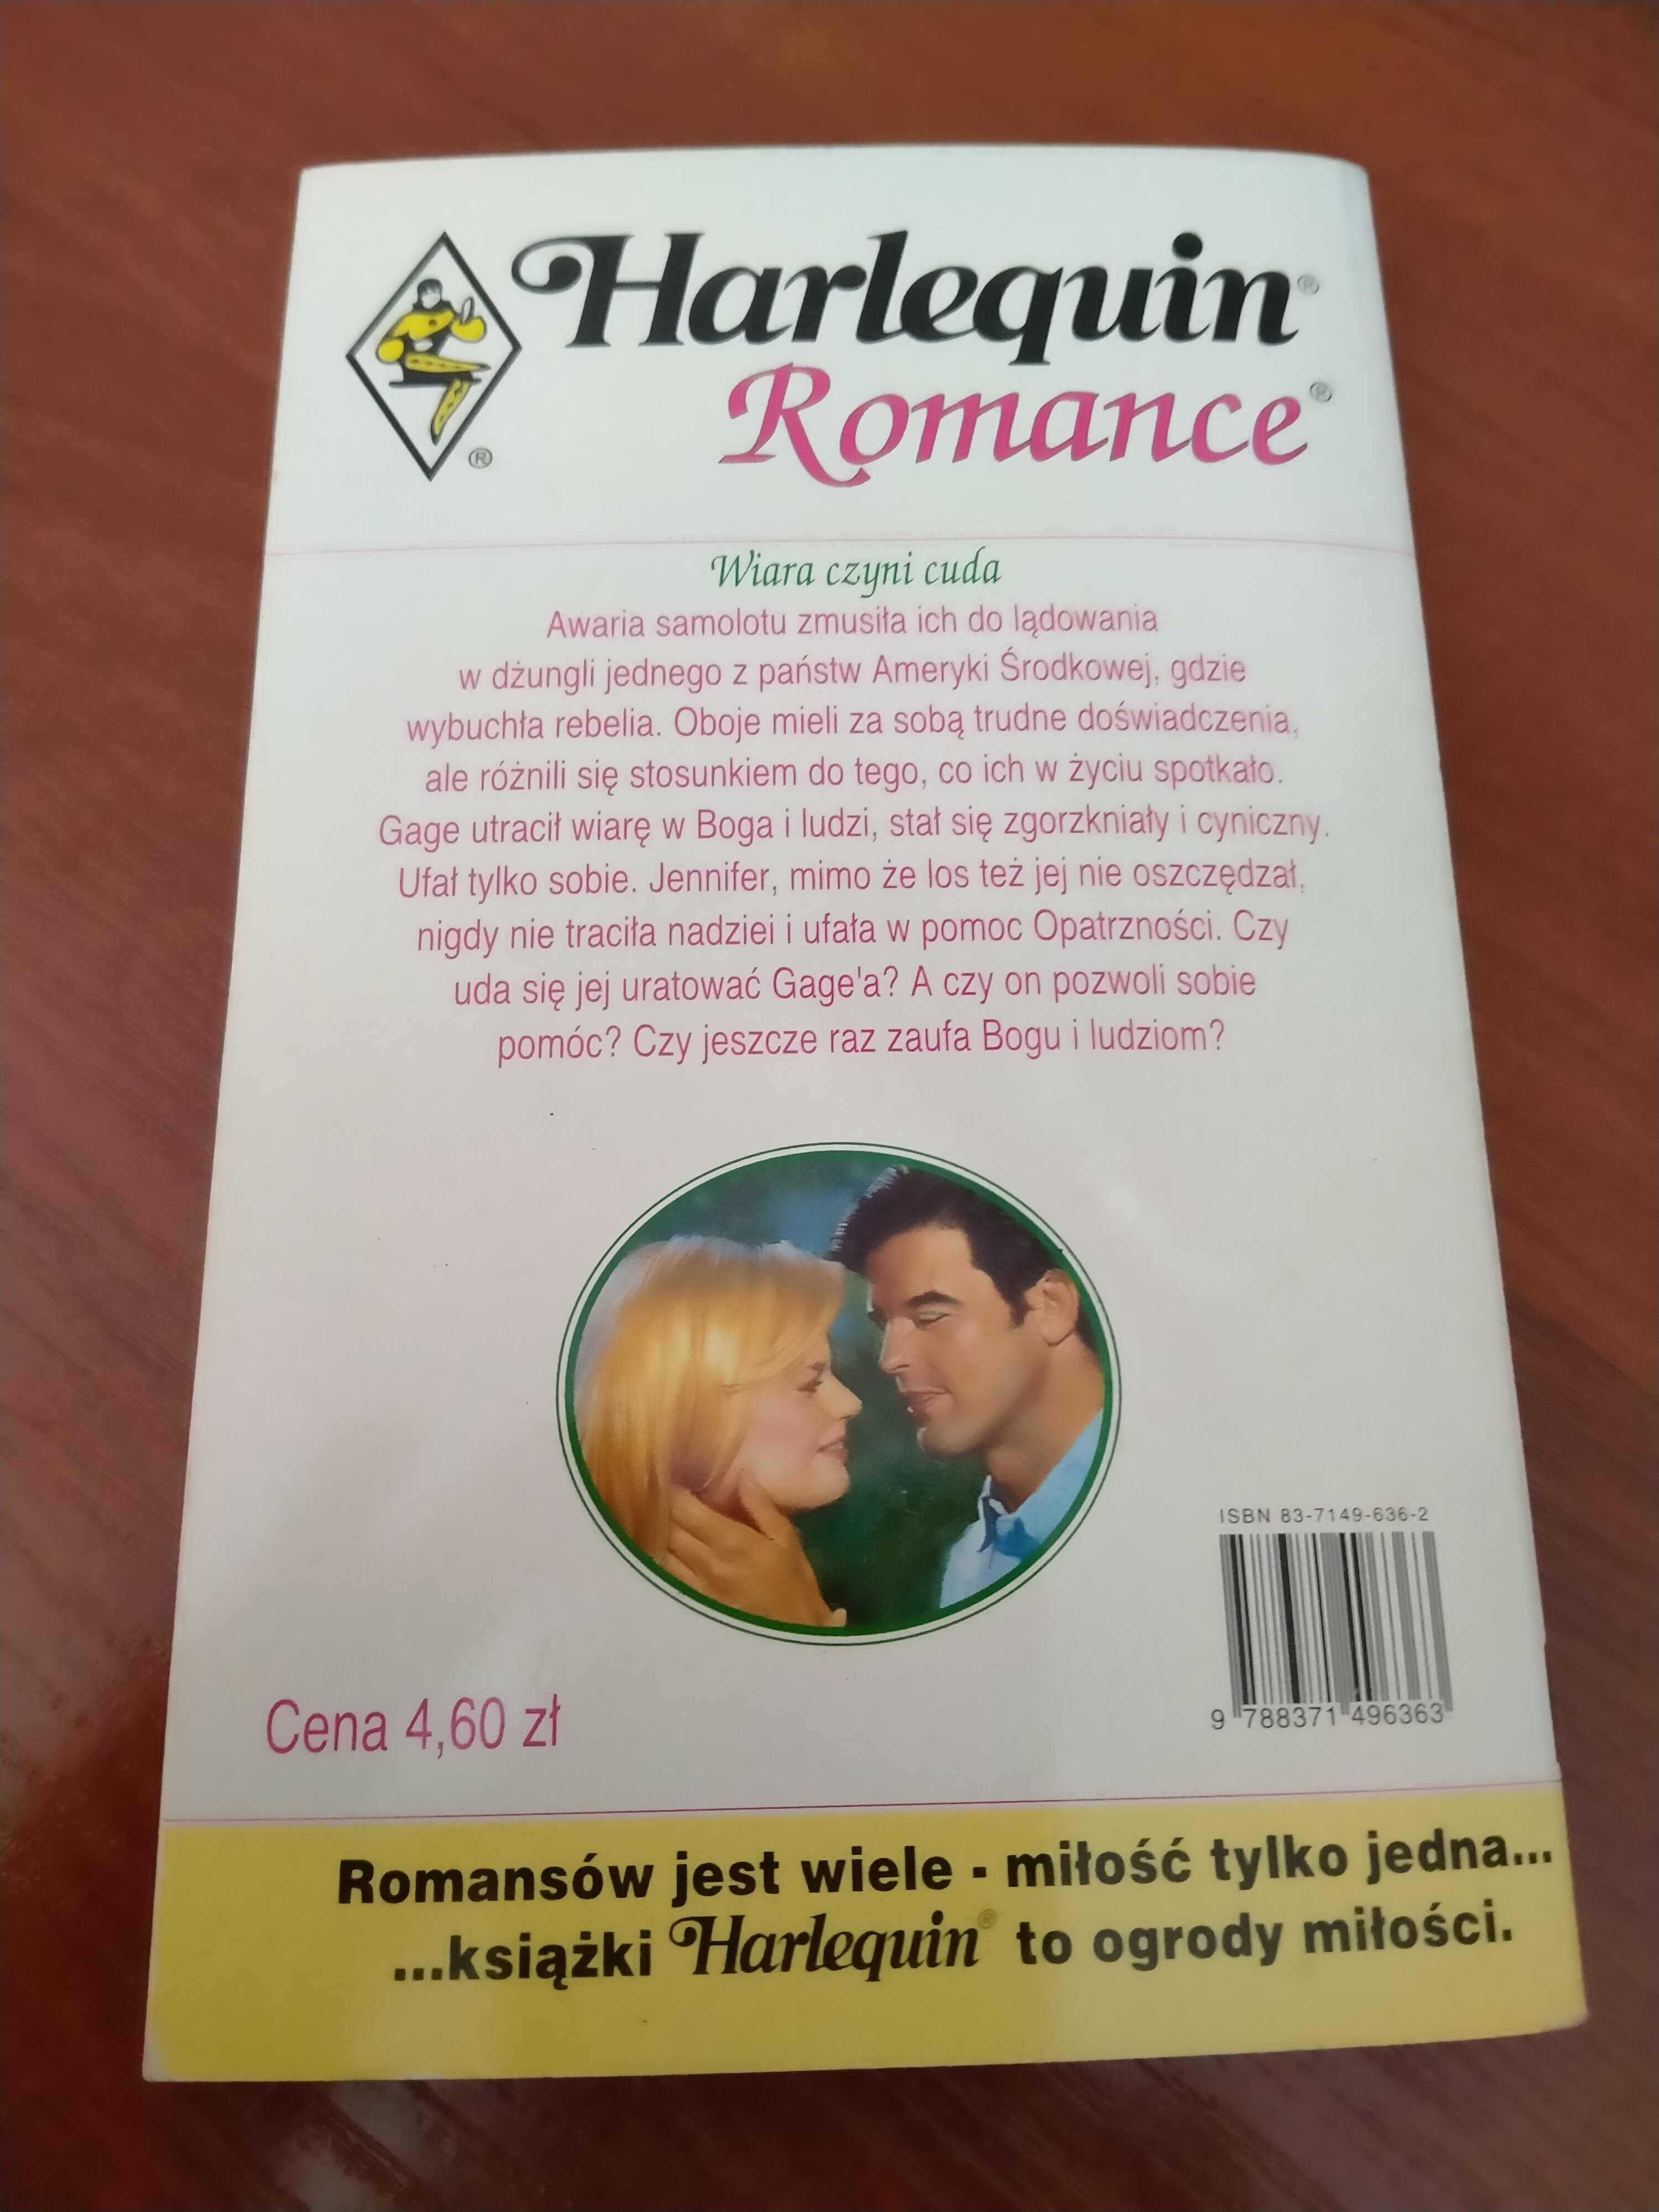 Harlequin®
Romance®
®
Wiara czyni cuda
Awaria samolotu zmusiła ich do lądowania
w dżungli jednego z państw Ameryki Środkowej, gdzie
wybuchła rebelia. Oboje mieli za sobą trudne doświadczenia,
ale różnili się stosunkiem do tego, co ich w życiu spotkało.
Gage utracił wiarę w Boga i ludzi, stał się zgorzkniały i cyniczny.
Ufał tylko sobie. Jennifer, mimo że los też jej nie oszczędzał,
nigdy nie traciła nadziei i ufała w pomoc Opatrzności. Czy
uda się jej uratować Gage'a? A czy on pozwoli sobie
pomóc? Czy jeszcze raz zaufa Bogu i ludziom?
ISBN 83-7149-636-2
9 788371 496363
Cena 4,60 zł
Romansów jest wiele - miłość tylko jedna...
...książki Harlequin® to ogrody miłości.